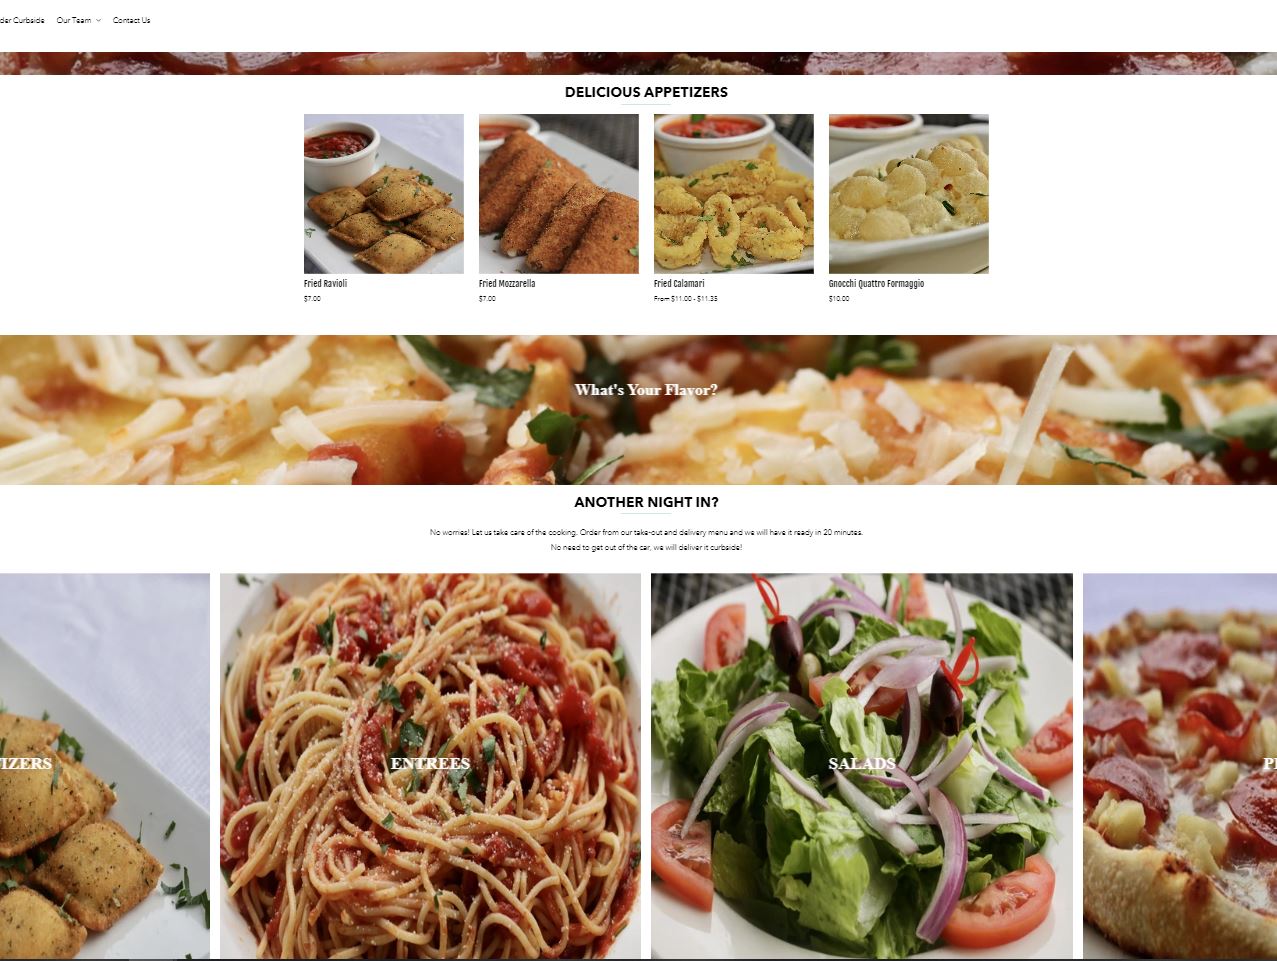 der Curbside Our Team Contact Us
DELICIOUS APPETIZERS
Fried Ravioli
$7.00
Fried Mozzarella
$7.00
Fried Calamari
From $11.00 - $11.35
Gnocchi Quattro Formaggio
$10.00
What's Your Flavor?
ANOTHER NIGHT IN?
No worries! Let us take care of the cooking. Order from our take-out and delivery menu and we will have it ready in 20 minutes.
No need to get out of the car, we will deliver it curbside!
IZERS
ENTREES
SALADS